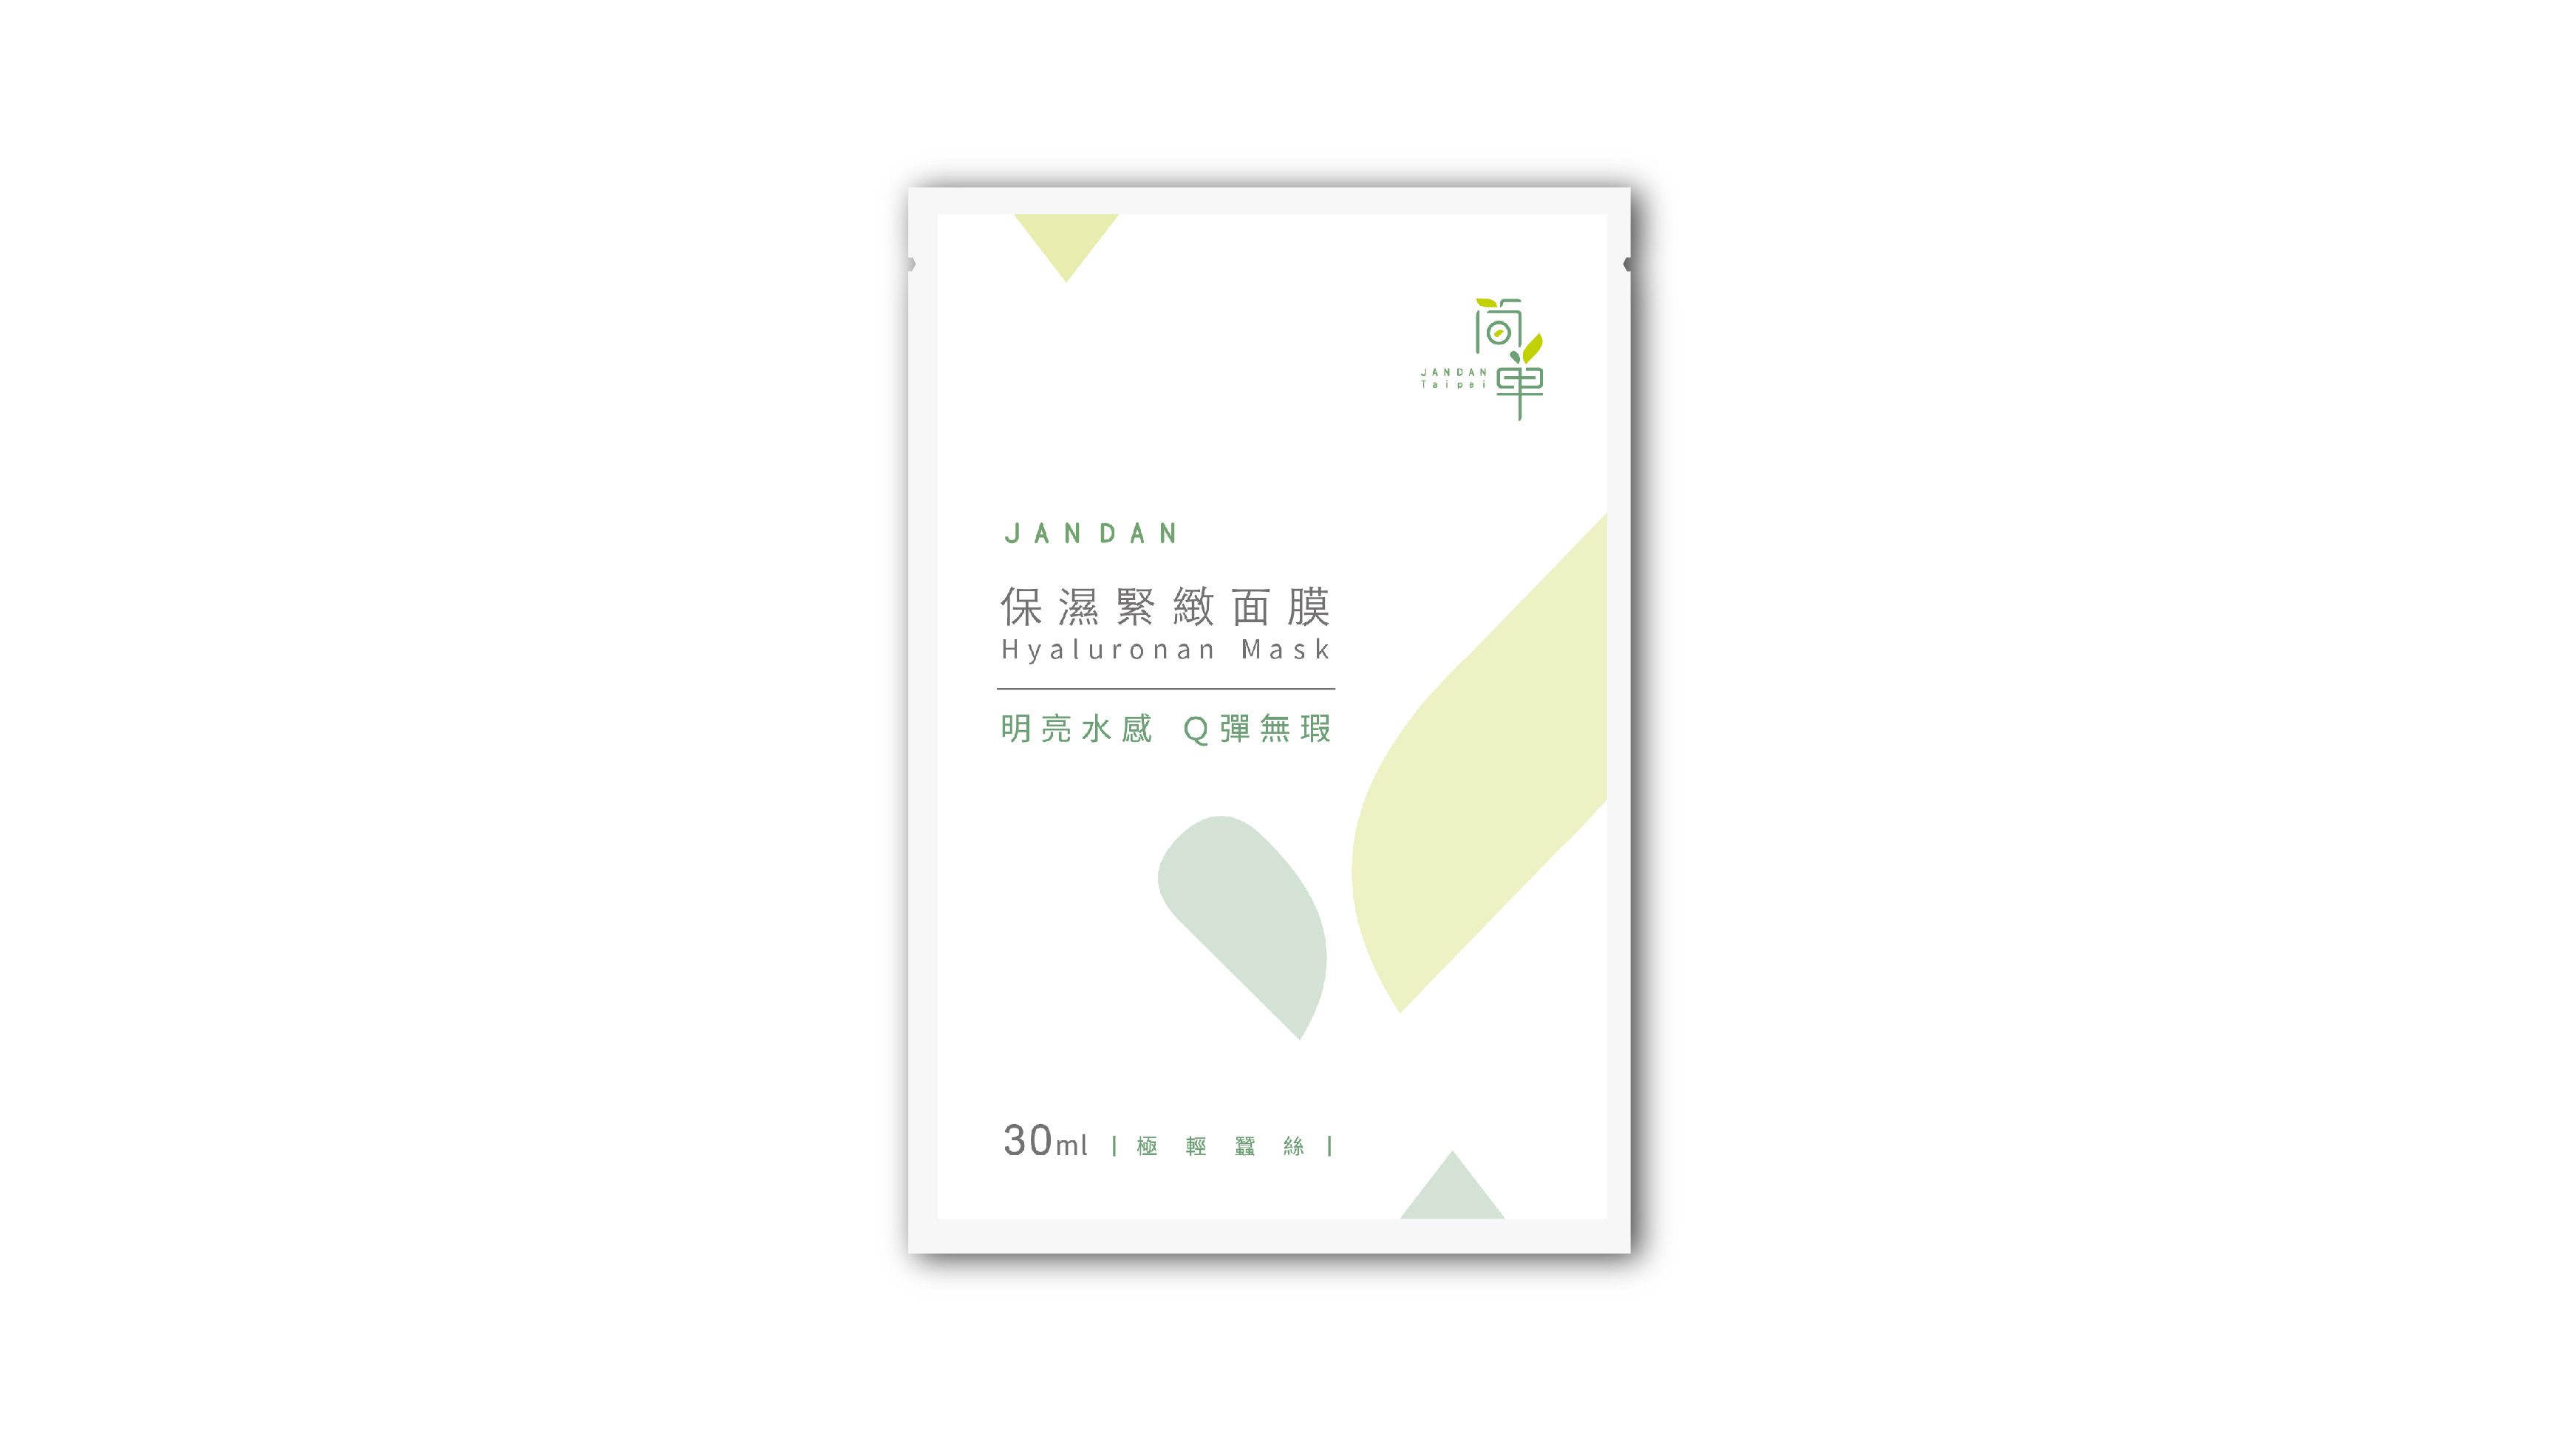 簡單
JANDAN
Taipei
JANDAN
保濕緊緻面膜
Hyaluronan Mask
明亮水感 Q彈無瑕
30ml | 極輕蠶絲 |